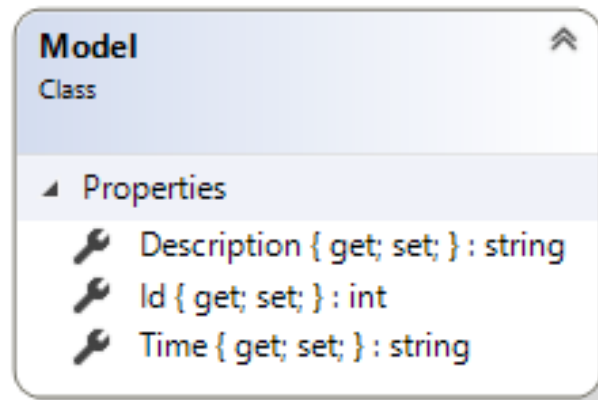 Model
Class
Properties
Description { get; set; } : string
Id { get; set; } : int
Time { get; set; } : string